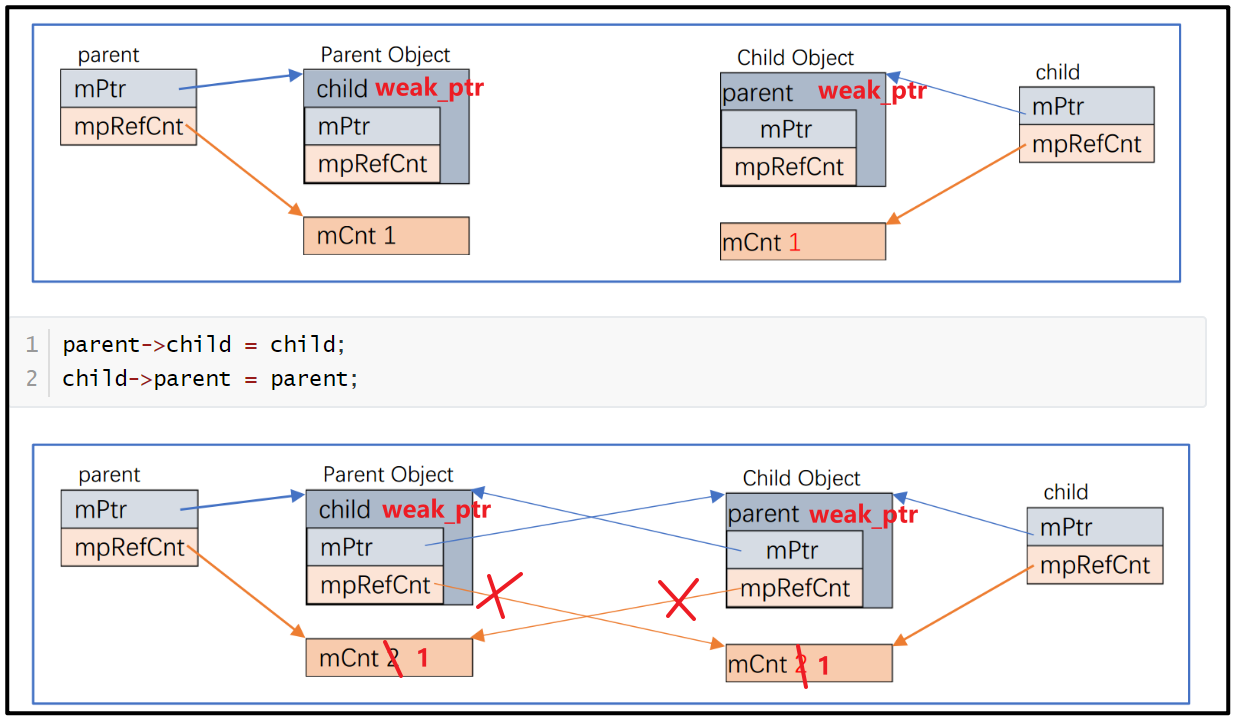 parent
Parent Object
Child Object
child
mPtr
mpRefCnt
child weak_ptr
mPtr
mpRefCnt
parent weak_ptr
mPtr
mpRefCnt
mPtr
mpRefCnt
mCnt 1
mCnt 1
1 parent->child = child;
2 child->parent = parent;
parent
Parent Object
Child Object
child
mPtr
mpRefCnt
child weak_ptr
mPtr
mpRefCnt
parent weak_ptr
mPtr
mpRefCnt
mPtr
mpRefCnt
mCnt 2 1
mCnt 2 1